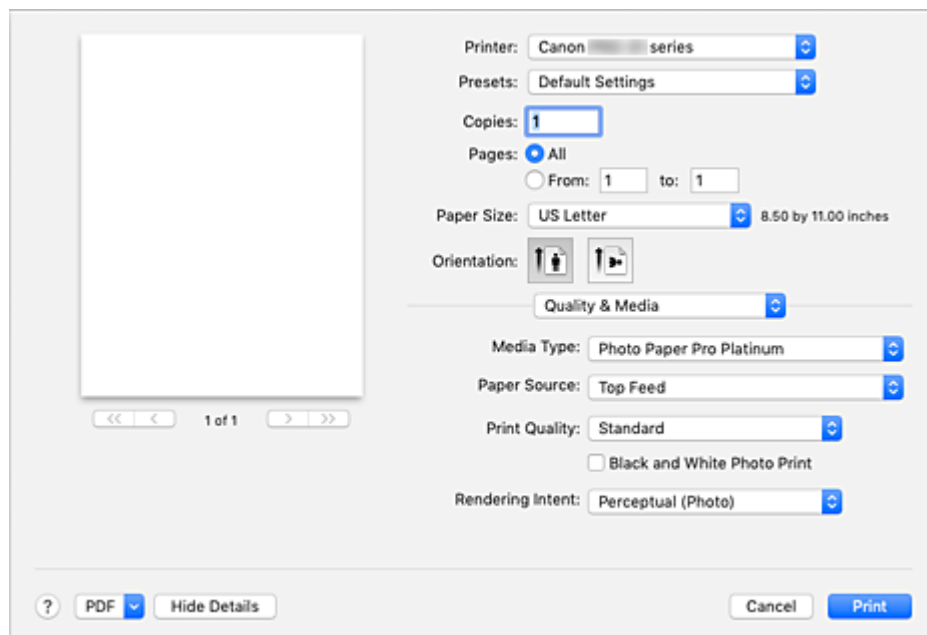 Printer: Canon series
Presets: Default Settings
Copies: 1
Pages: All
From: 1 to: 1
Paper Size: US Letter 8.50 by 11.00 inches
Orientation:
Quality & Media
Media Type: Photo Paper Pro Platinum
Paper Source: Top Feed
<< < 1 of 1 > >>
Print Quality: Standard
Black and White Photo Print
Rendering Intent: Perceptual (Photo)
? PDF Hide Details Cancel Print